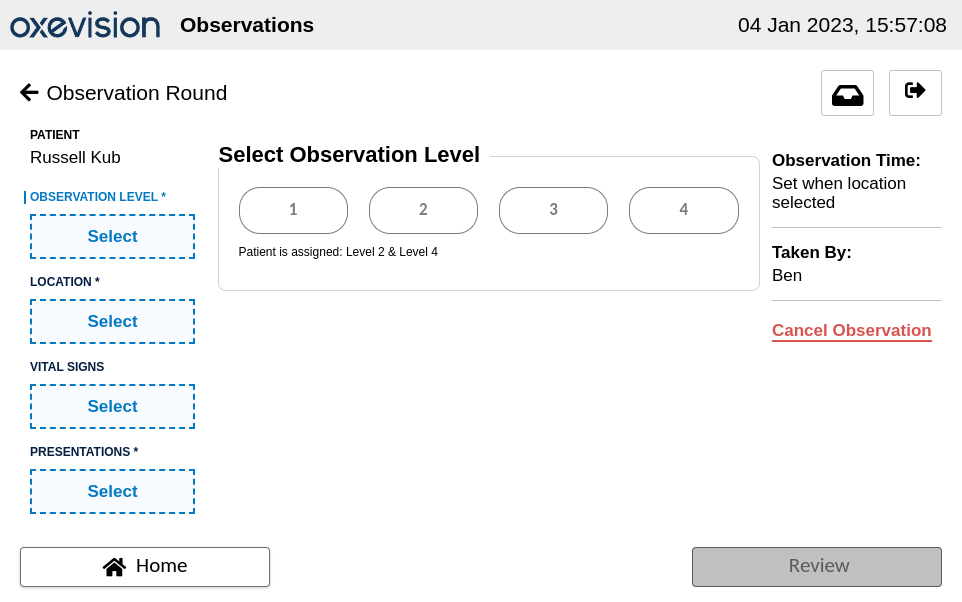 oxevision Observations 04 Jan 2023, 15:57:08
Observation Round
PATIENT
Russell Kub
OBSERVATION LEVEL *
Select
LOCATION *
Select
VITAL SIGNS
Select
PRESENTATIONS *
Select
Select Observation Level
1 2 3 4
Patient is assigned: Level 2 & Level 4
Observation Time:
Set when location
selected
Taken By:
Ben
Cancel Observation
Home
Review